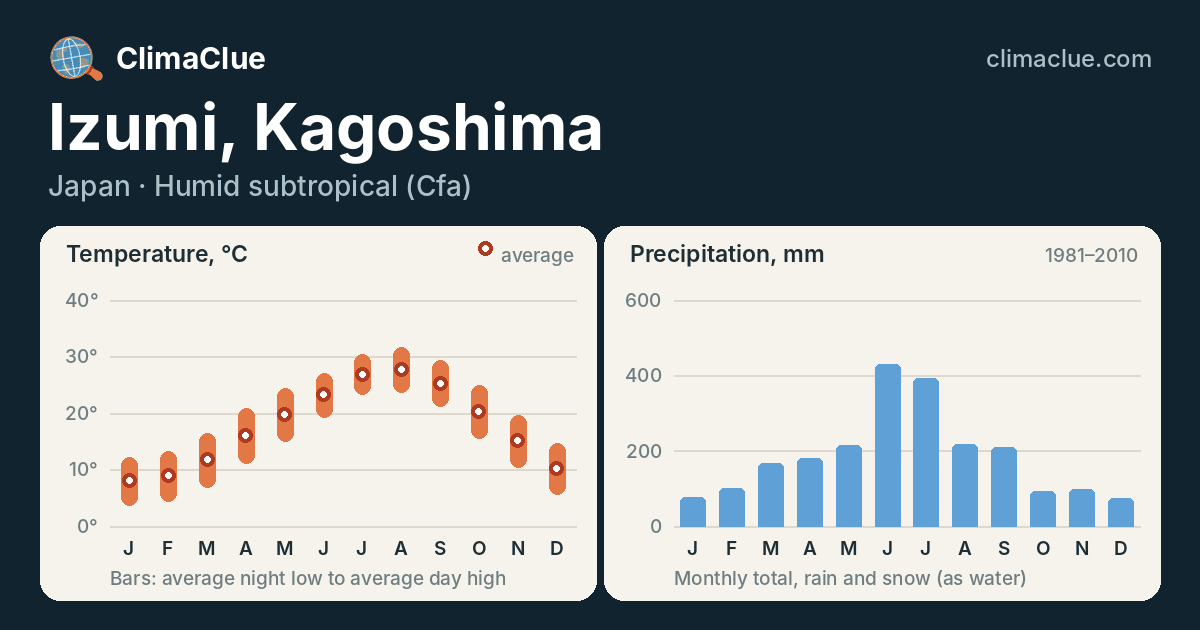 ClimaClue
climaclue.com
Izumi, Kagoshima
Japan · Humid subtropical (Cfa)
Temperature, °C
average
40°
30°
20°
10°
0°
J F M A M J J A S O N D
Bars: average night low to average day high
Precipitation, mm
1981–2010
600
400
200
0
J F M A M J J A S O N D
Monthly total, rain and snow (as water)